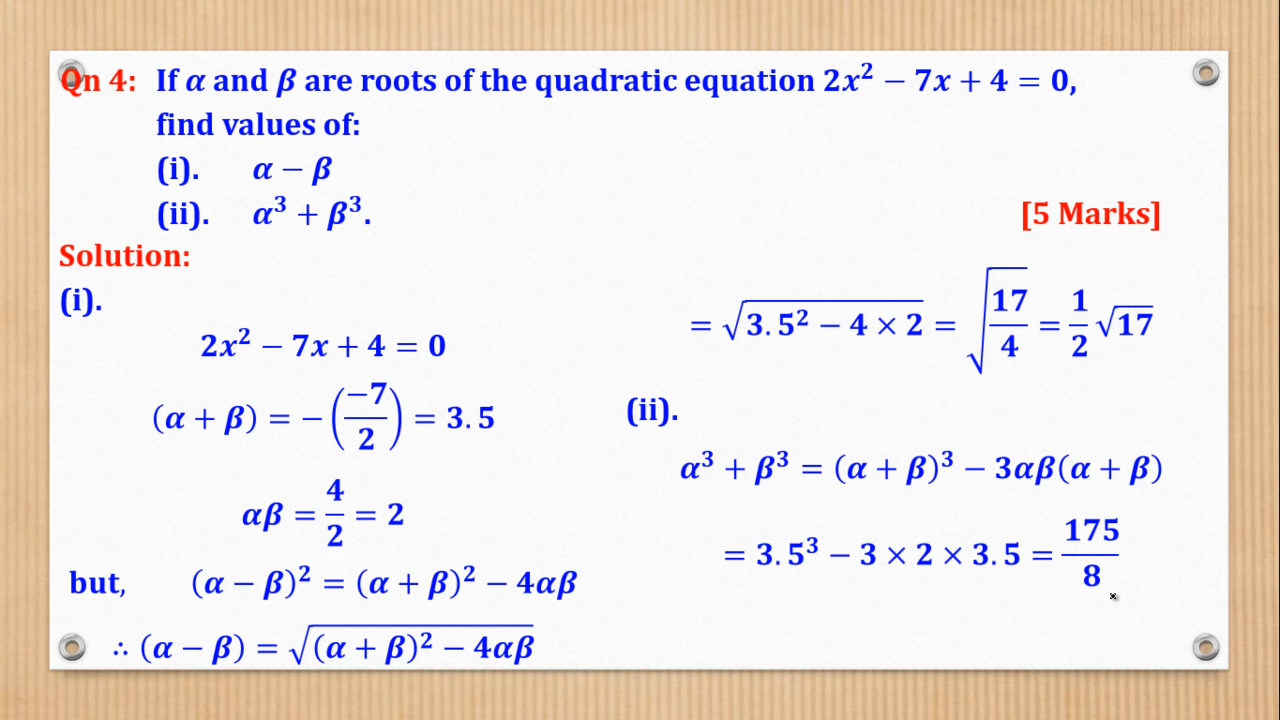 Qn 4: If α and β are roots of the quadratic equation 2x² − 7x + 4 = 0,
find values of:
(i). α − β
(ii). α³ + β³. [5 Marks]
Solution:
(i).
2x² − 7x + 4 = 0
(α + β) = −(−7/2) = 3.5
αβ = 4/2 = 2
but, (α − β)² = (α + β)² − 4αβ
∴ (α − β) = √((α + β)² − 4αβ)
= √(3.5² − 4 × 2) = √(17/4) = 1/2 √17
(ii).
α³ + β³ = (α + β)³ − 3αβ(α + β)
= 3.5³ − 3 × 2 × 3.5 = 175/8